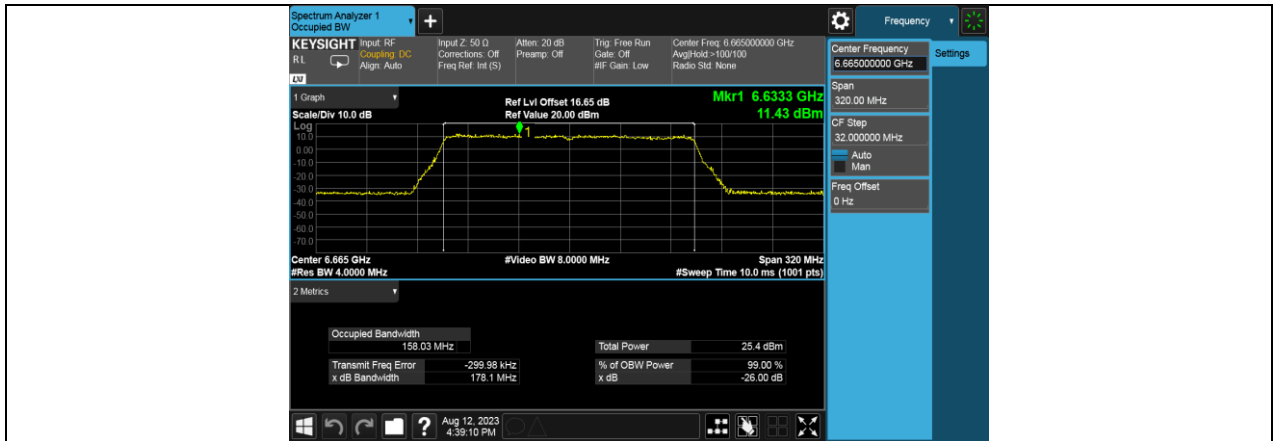 Spectrum Analyzer 1
Occupied BW
+
Frequency
KEYSIGHT
RL
LXI
Input: RF
Coupling: DC
Align: Auto
Input Z: 50 Ω
Corrections: Off
Freq Ref: Int (S)
Atten: 20 dB
Preamp: Off
Trig: Free Run
Gate: Off
#IF Gain: Low
Center Freq: 6.665000000 GHz
Avg|Hold:>100/100
Radio Std: None
Center Frequency
6.665000000 GHz
Settings
Span
320.00 MHz
CF Step
32.000000 MHz
Auto
Man
Freq Offset
0 Hz
1 Graph
Scale/Div 10.0 dB
Ref Lvl Offset 16.65 dB
Ref Value 20.00 dBm
Mkr1 6.6333 GHz
11.43 dBm
Log
10.0
0.00
-10.0
-20.0
-30.0
-40.0
-50.0
-60.0
-70.0
1
Center 6.665 GHz
#Video BW 8.0000 MHz
Span 320 MHz
#Res BW 4.0000 MHz
#Sweep Time 10.0 ms (1001 pts)
2 Metrics
Occupied Bandwidth
158.03 MHz
Total Power 25.4 dBm
Transmit Freq Error -299.98 kHz
% of OBW Power 99.00 %
x dB Bandwidth 178.1 MHz
x dB -26.00 dB
?
Aug 12, 2023
4:39:10 PM